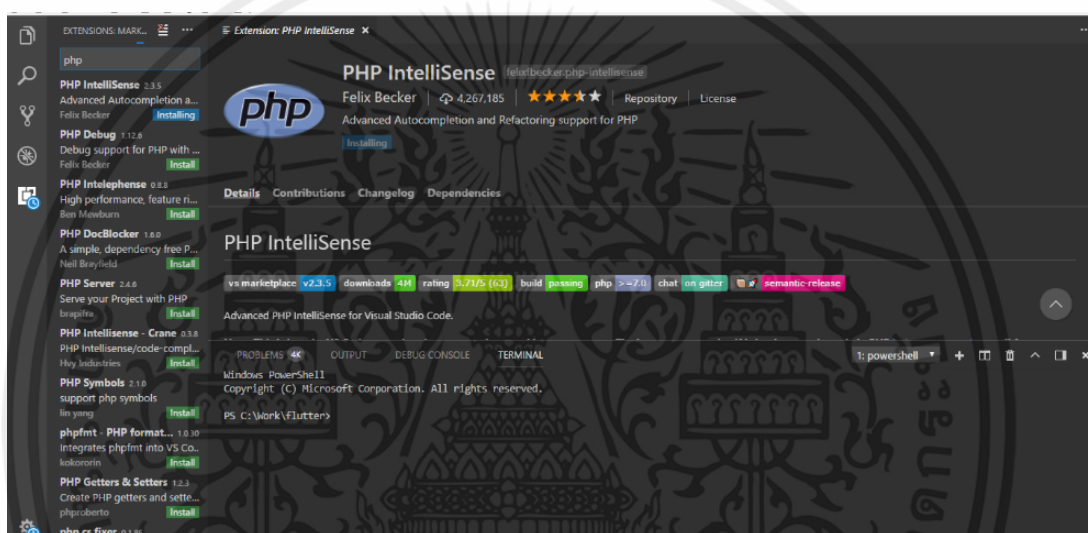 EXTENSIONS: MARK...
php
PHP IntelliSense 2.3.5
Advanced Autocompletion a...
Felix Becker Installing
PHP Debug 1.12.6
Debug support for PHP with ...
Felix Becker Install
PHP Intelephense 0.8.8
High performance, feature ri...
Ben Mewburn Install
PHP DocBlocker 1.6.0
A simple, dependency free P...
Neil Brayfield Install
PHP Server 2.4.6
Serve your Project with PHP
brapifra Install
PHP Intellisense - Crane 0.3.8
PHP Intellisense/code-compl...
Hvy Industries Install
PHP Symbols 2.1.0
support php symbols
lin yang Install
phpfmt - PHP format... 1.0.30
Integrates phpfmt into VS Co..
kokororin Install
PHP Getters & Setters 1.2.3
Create PHP getters and sette...
phproberto Install
php cs fixer 0.1.85
Extension: PHP IntelliSense
php
PHP IntelliSense felixfbecker.php-intellisense
Felix Becker 4,267,185 Repository License
Advanced Autocompletion and Refactoring support for PHP
Installing
Details Contributions Changelog Dependencies
PHP IntelliSense
vs marketplace v2.3.5 downloads 4M rating 3.71/5 (63) build passing php >=7.0 chat on gitter semantic-release
Advanced PHP IntelliSense for Visual Studio Code.
PROBLEMS 4K OUTPUT DEBUG CONSOLE TERMINAL 1: powershell
Windows PowerShell
Copyright (C) Microsoft Corporation. All rights reserved.
PS C:\Work\flutter>